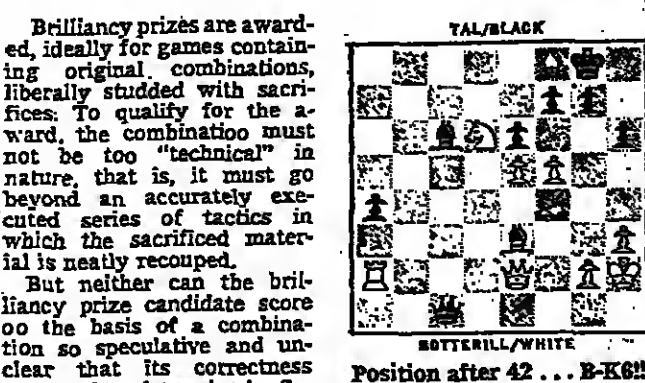 Brilliancy prizes are award-
ed, ideally for games contain-
ing original. combinations,
liberally studded with sacri-
fices: To qualify for the a-
ward, the combinatioo must
not be too "technical" in
nature, that is, it must go
beyond an accurately exe-
cuted series of tactics in
which the sacrificed mater-
ial is neatly recouped.
But neither can the bril-
liancy prize candidate score
oo the basis of a combina-
tion so speculative and un-
clear that its correctness
TAL/BLACK
BOTTERILL/WHITE
Position after 42 ... B-K6!!